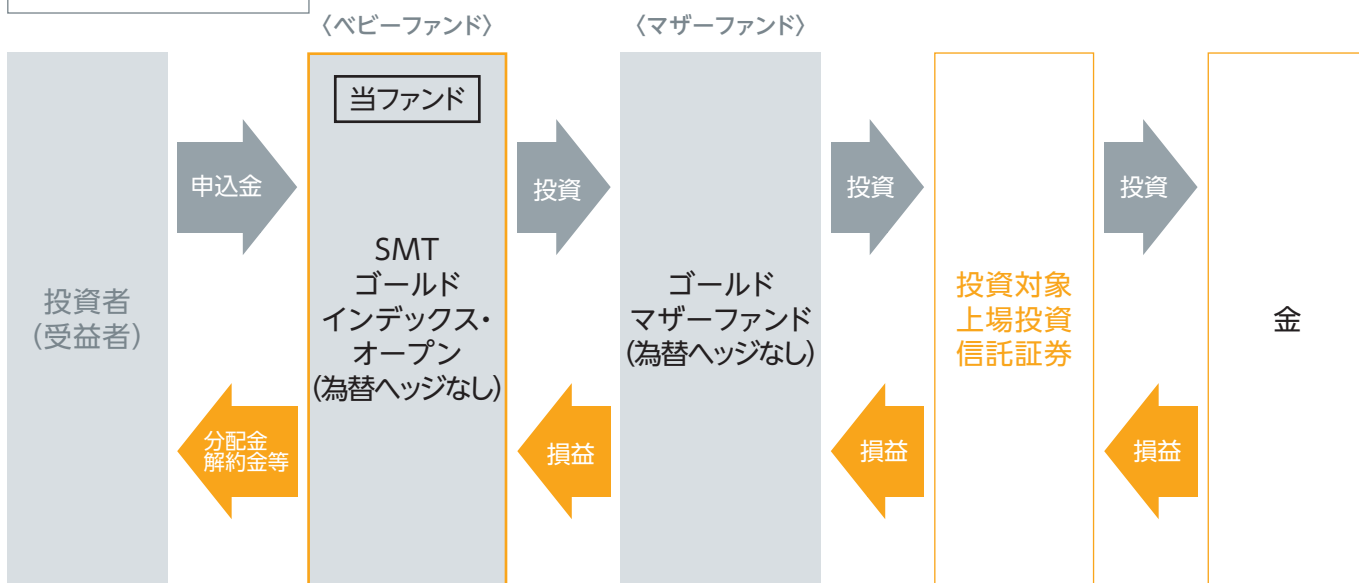 〈ベビーファンド〉
〈マザーファンド〉
投資者
(受益者)
申込金
分配金
解約金等
当ファンド
SMT
ゴールド
インデックス・
オープン
(為替ヘッジなし)
投資
損益
ゴールド
マザーファンド
(為替ヘッジなし)
投資
損益
投資対象
上場投資
信託証券
投資
損益
金